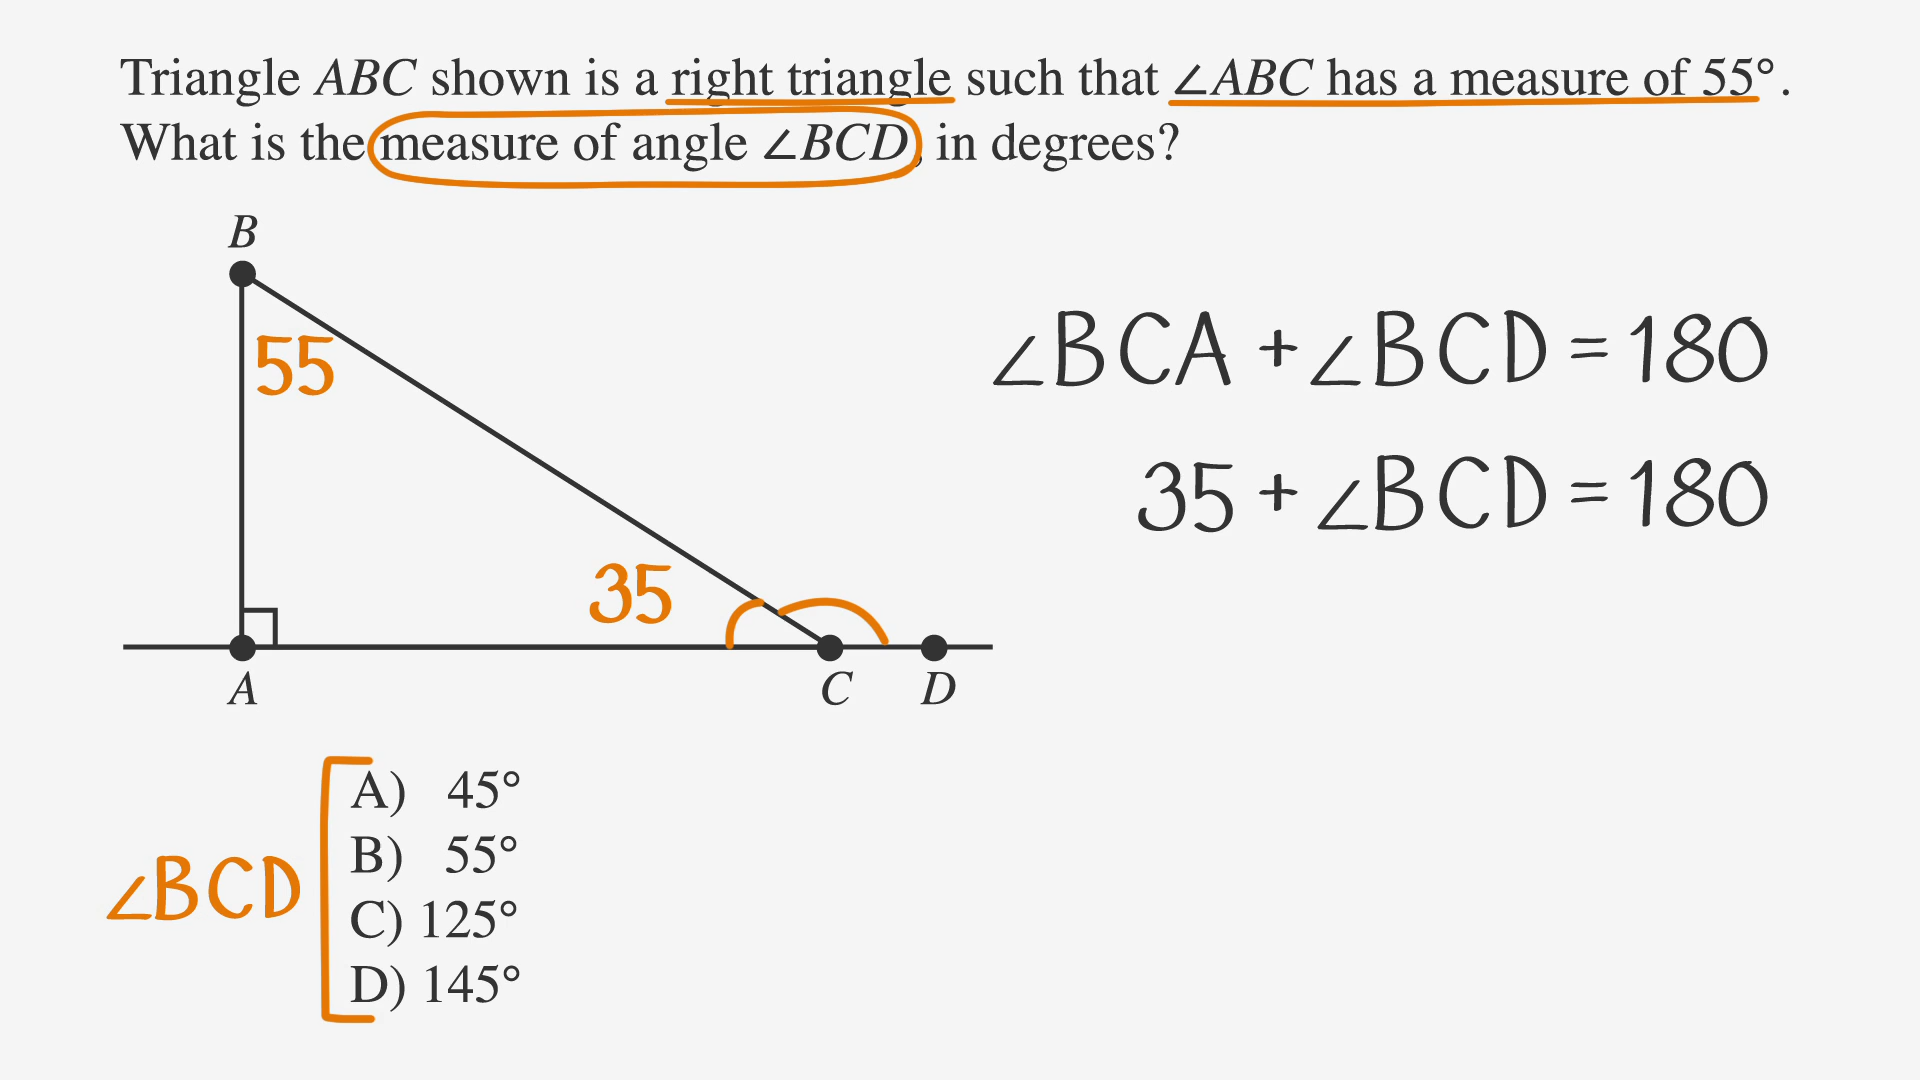 Triangle ABC shown is a right triangle such that ∠ABC has a measure of 55°.
What is the measure of angle ∠BCD, in degrees?
B
55
∠BCA + ∠BCD = 180
35 + ∠BCD = 180
35
A
C
D
∠BCD
A) 45°
B) 55°
C) 125°
D) 145°